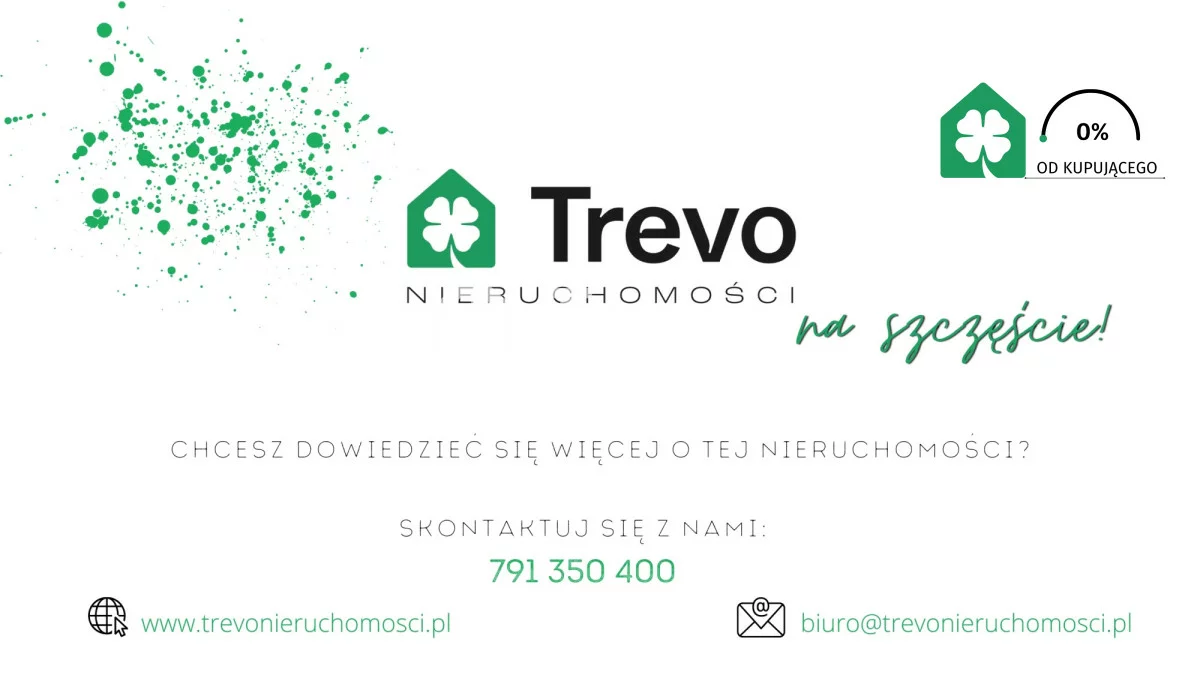 0%
OD KUPUJĄCEGO
Trevo
NIERUCHOMOŚCI
na szczęście!
CHCESZ DOWIEDZIEĆ SIĘ WIĘCEJ O TEJ NIERUCHOMOŚCI?
SKONTAKTUJ SIĘ Z NAMI:
791 350 400
www.trevonieruchomosci.pl
@
biuro@trevonieruchomosci.pl